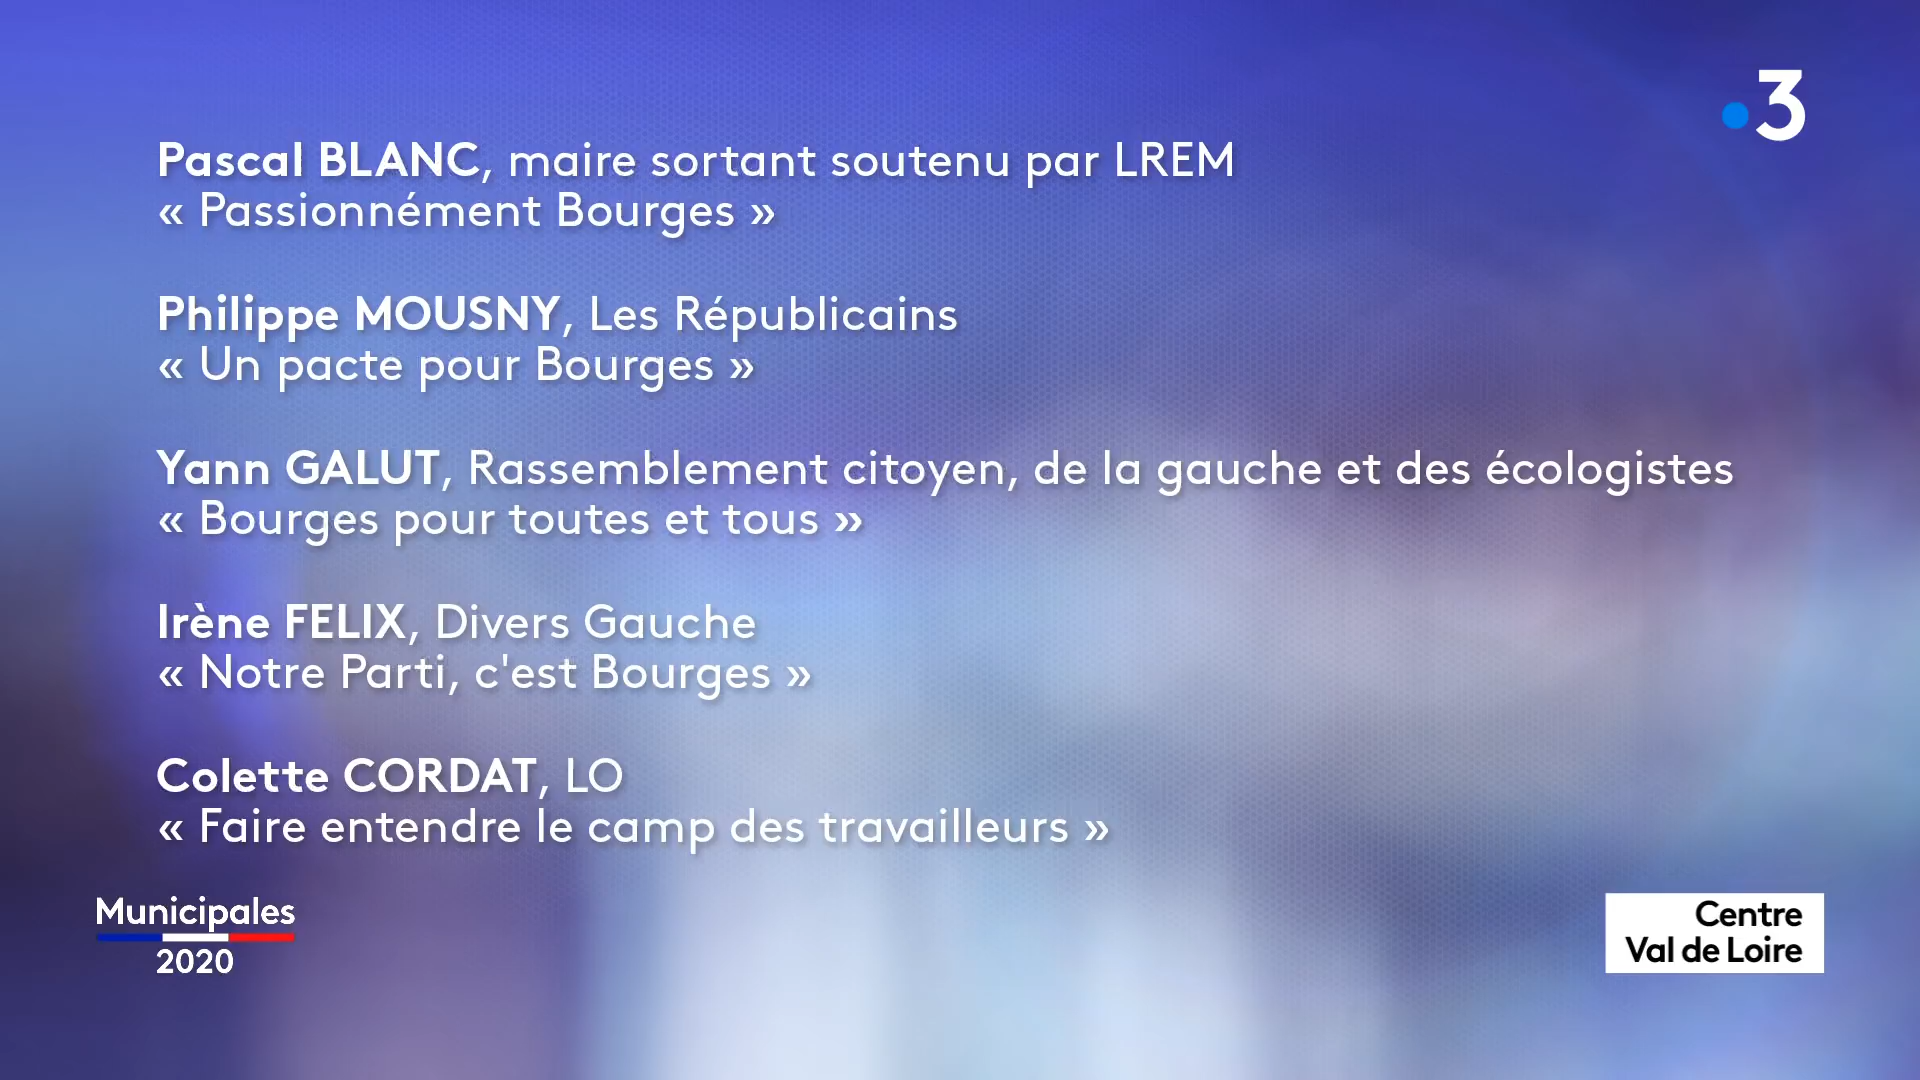 3
Pascal BLANC, maire sortant soutenu par LREM
« Passionnément Bourges »
Philippe MOUSNY, Les Républicains
« Un pacte pour Bourges »
Yann GALUT, Rassemblement citoyen, de la gauche et des écologistes
« Bourges pour toutes et tous »
Irène FELIX, Divers Gauche
« Notre Parti, c'est Bourges »
Colette CORDAT, LO
« Faire entendre le camp des travailleurs »
Municipales
2020
Centre
Val de Loire